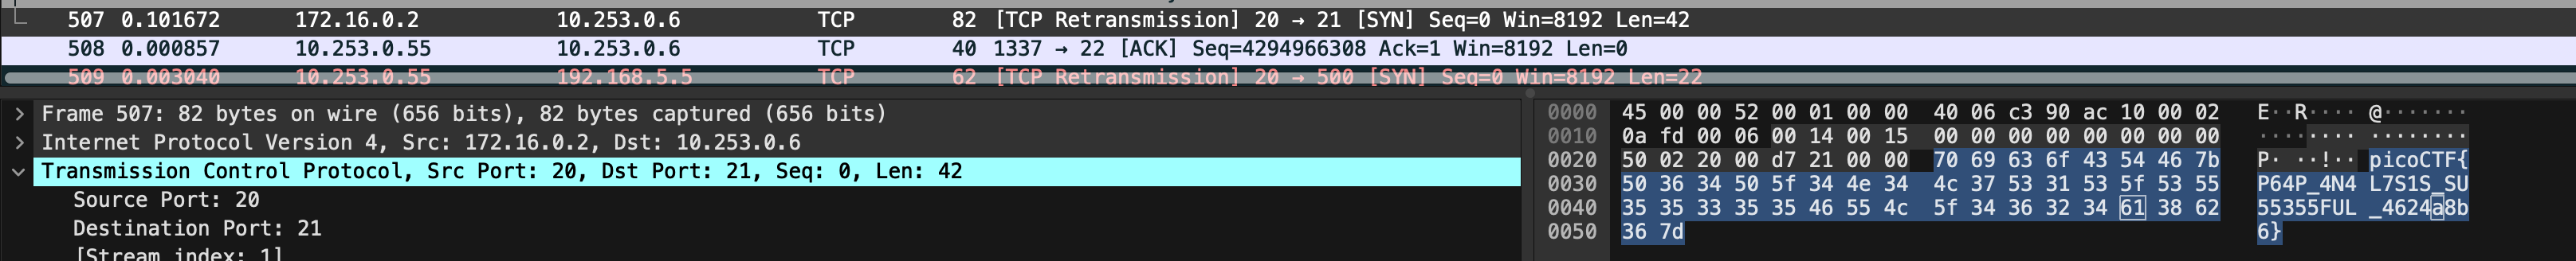 507 0.101672 172.16.0.2 10.253.0.6 TCP 82 [TCP Retransmission] 20 → 21 [SYN] Seq=0 Win=8192 Len=42
508 0.000857 10.253.0.55 10.253.0.6 TCP 40 1337 → 22 [ACK] Seq=4294966308 Ack=1 Win=8192 Len=0
509 0.003040 10.253.0.55 192.168.5.5 TCP 62 [TCP Retransmission] 20 → 500 [SYN] Seq=0 Win=8192 Len=22
Frame 507: 82 bytes on wire (656 bits), 82 bytes captured (656 bits)
Internet Protocol Version 4, Src: 172.16.0.2, Dst: 10.253.0.6
Transmission Control Protocol, Src Port: 20, Dst Port: 21, Seq: 0, Len: 42
Source Port: 20
Destination Port: 21
[Stream index: 1]
0000 45 00 00 52 00 01 00 00 40 06 c3 90 ac 10 00 02 E··R····@·······
0010 0a fd 00 06 00 14 00 15 00 00 00 00 00 00 00 00 ················
0020 50 02 20 00 d7 21 00 00 70 69 63 6f 43 54 46 7b P· ··!··picoCTF{
0030 50 36 34 50 5f 34 4e 34 4c 37 53 31 53 5f 53 55 P64P_4N4L7S1S_SU
0040 35 35 33 35 35 46 55 4c 5f 34 36 32 34 61 38 62 55355FUL_4624a8b
0050 36 7d 6}